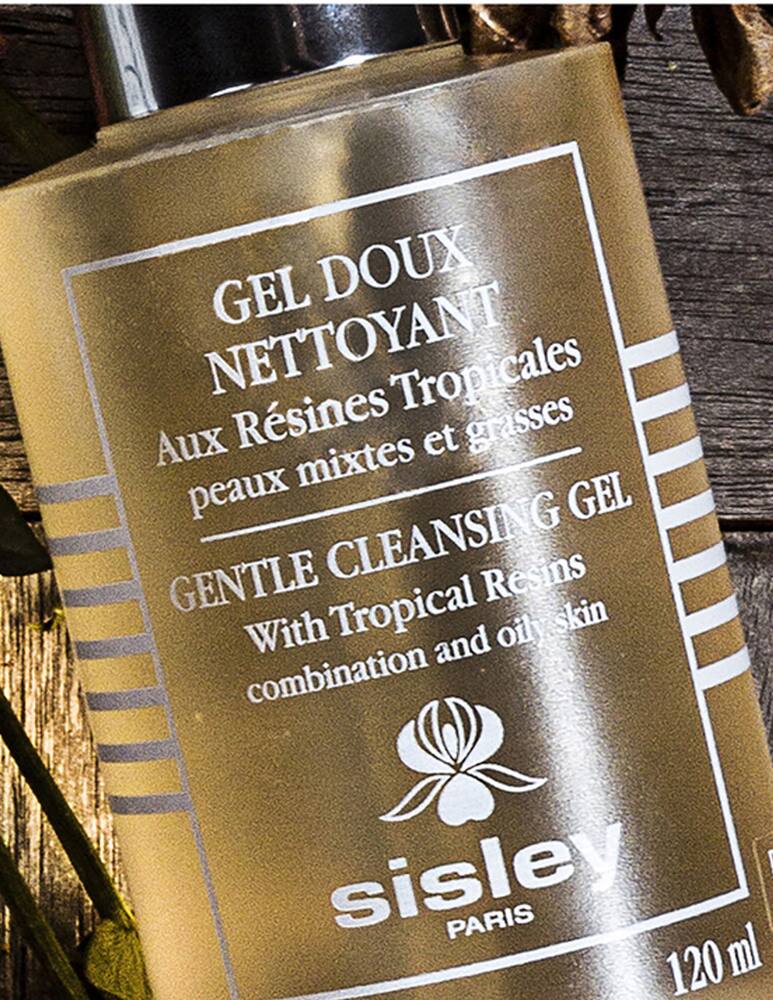 GEL DOUX
NETTOYANT
Aux Résines Tropicales
peaux mixtes et grasses
GENTLE CLEANSING GEL
With Tropical Resins
combination and oily skin
sisley
PARIS
120 ml